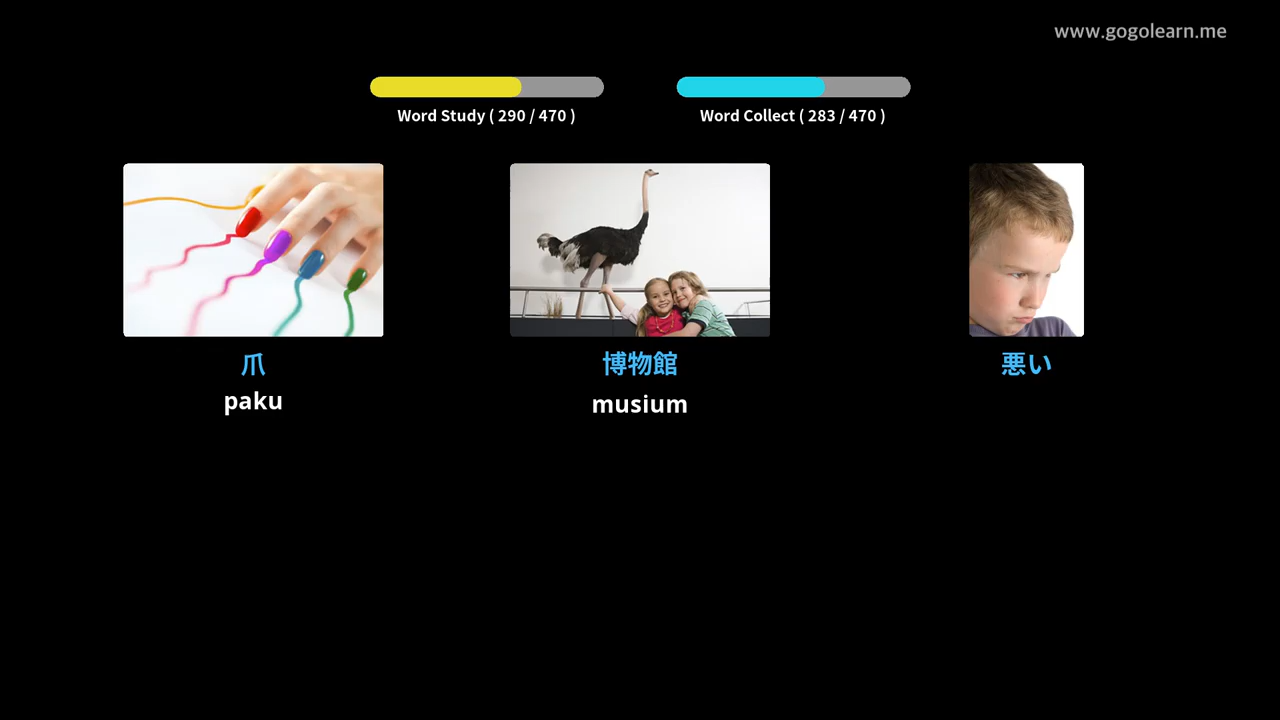 www.gogolearn.me
Word Study ( 290 / 470 )
Word Collect ( 283 / 470 )
爪
paku
博物館
musium
悪い